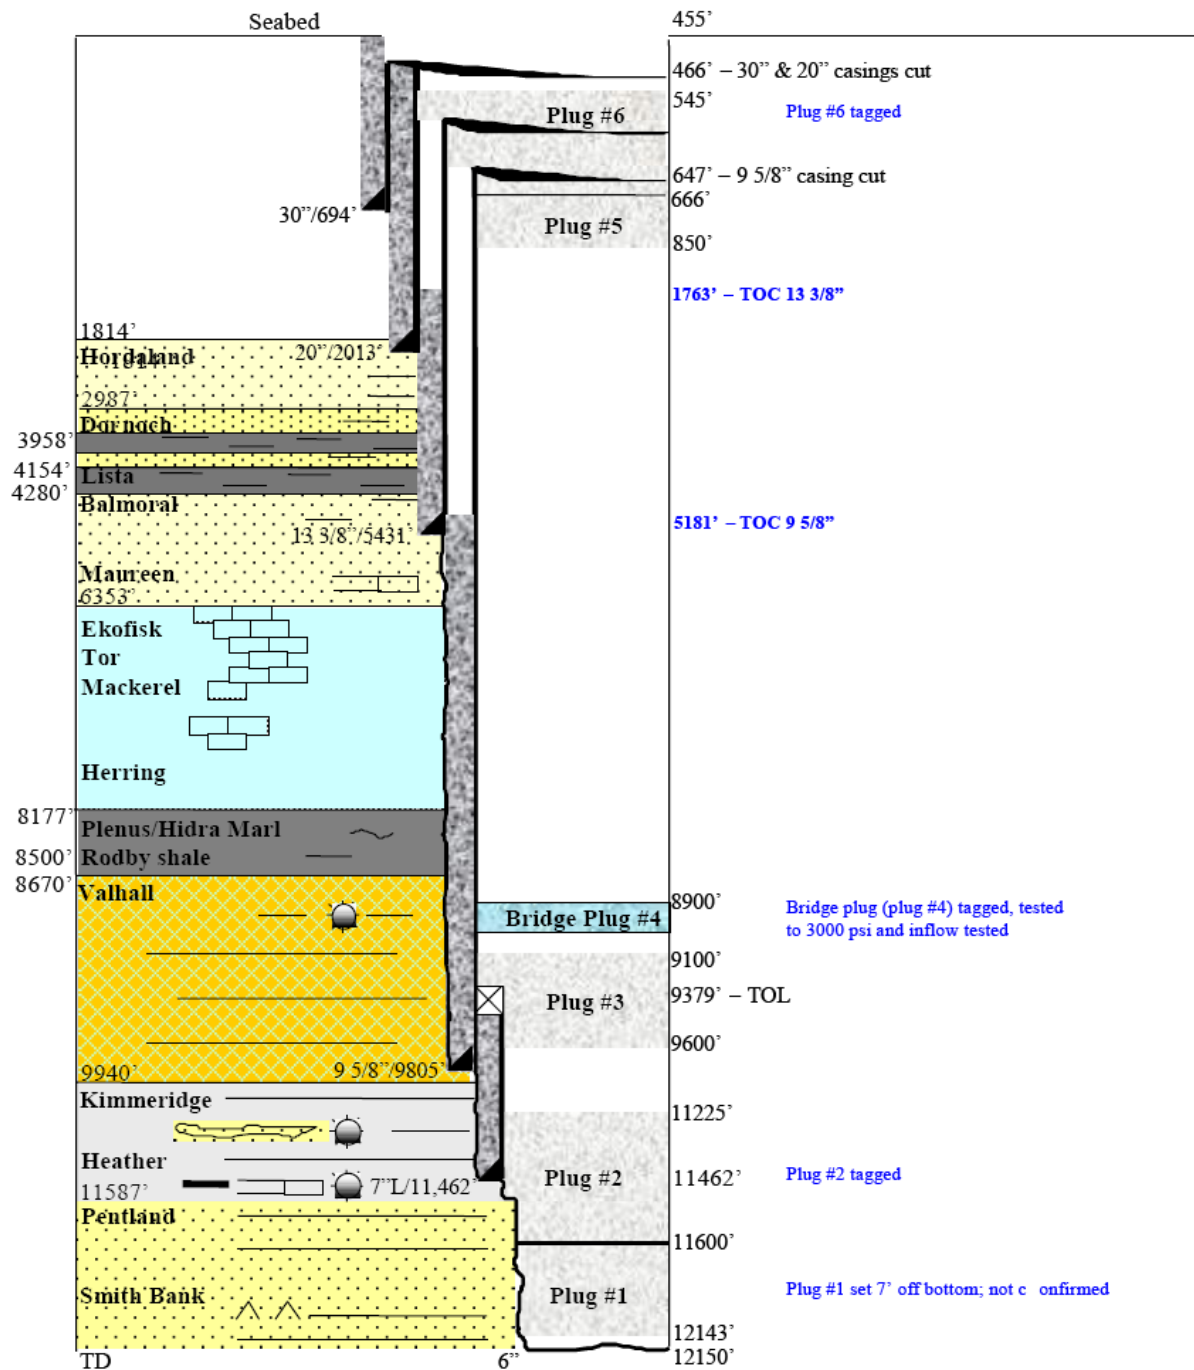 Seabed
455’
466’ – 30” & 20” casings cut
545’
Plug #6
Plug #6 tagged
647’ – 9 5/8” casing cut
666’
30”/694’
Plug #5
850’
1763’ – TOC 13 3/8”
1814’
Hordaland
20”/2013’
2987’
Dornoch
3958’
4154’
Lista
4280’
Balmoral
5181’ – TOC 9 5/8”
13 3/8”/5431’
Maureen
6353’
Ekofisk
Tor
Mackerel
Herring
8177’
Plenus/Hidra Marl
8500’
Rodby shale
8670’
Valhall
8900’
Bridge Plug #4
Bridge plug (plug #4) tagged, tested
to 3000 psi and inflow tested
9100’
9379’ – TOL
Plug #3
9600’
9940’
9 5/8”/9805’
Kimmeridge
11225’
Heather
11587’
7”L/11,462’
Plug #2
11462’
Plug #2 tagged
Pentland
11600’
Smith Bank
Plug #1
Plug #1 set 7’ off bottom; not c onfirmed
12143’
12150’
TD
6”